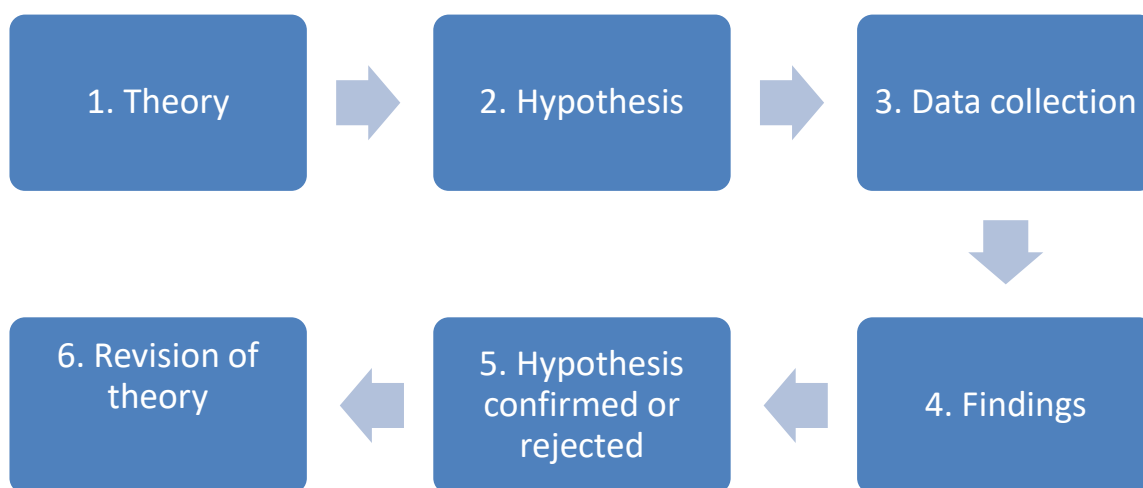 1. Theory
2. Hypothesis
3. Data collection
4. Findings
5. Hypothesis
confirmed or
rejected
6. Revision of
theory